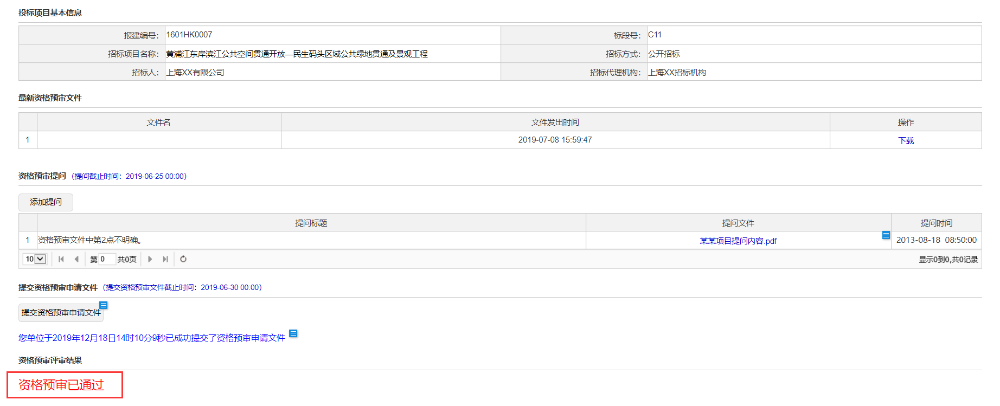 投标项目基本信息
报建编号： 1601HK0007 标段号： C11
招标项目名称： 黄浦江东岸滨江公共空间贯通开放—民生码头区域公共绿地贯通及景观工程 招标方式： 公开招标
招标人： 上海XX有限公司 招标代理机构： 上海XX招标机构
最新资格预审文件
文件名 文件发出时间 操作
1 2019-07-08 15:59:47 下载
资格预审提问 （提问截止时间：2019-06-25 00:00）
添加提问
提问标题 提问文件 提问时间
1 资格预审文件中第2点不明确。 某某项目提问内容.pdf 2013-08-18 08:50:00
10 第 0 共0页 显示0到0,共0记录
提交资格预审申请文件 （提交资格预审文件截止时间：2019-06-30 00:00）
提交资格预审申请文件
您单位于2019年12月18日14时10分9秒已成功提交了资格预审申请文件
资格预审评审结果
资格预审已通过